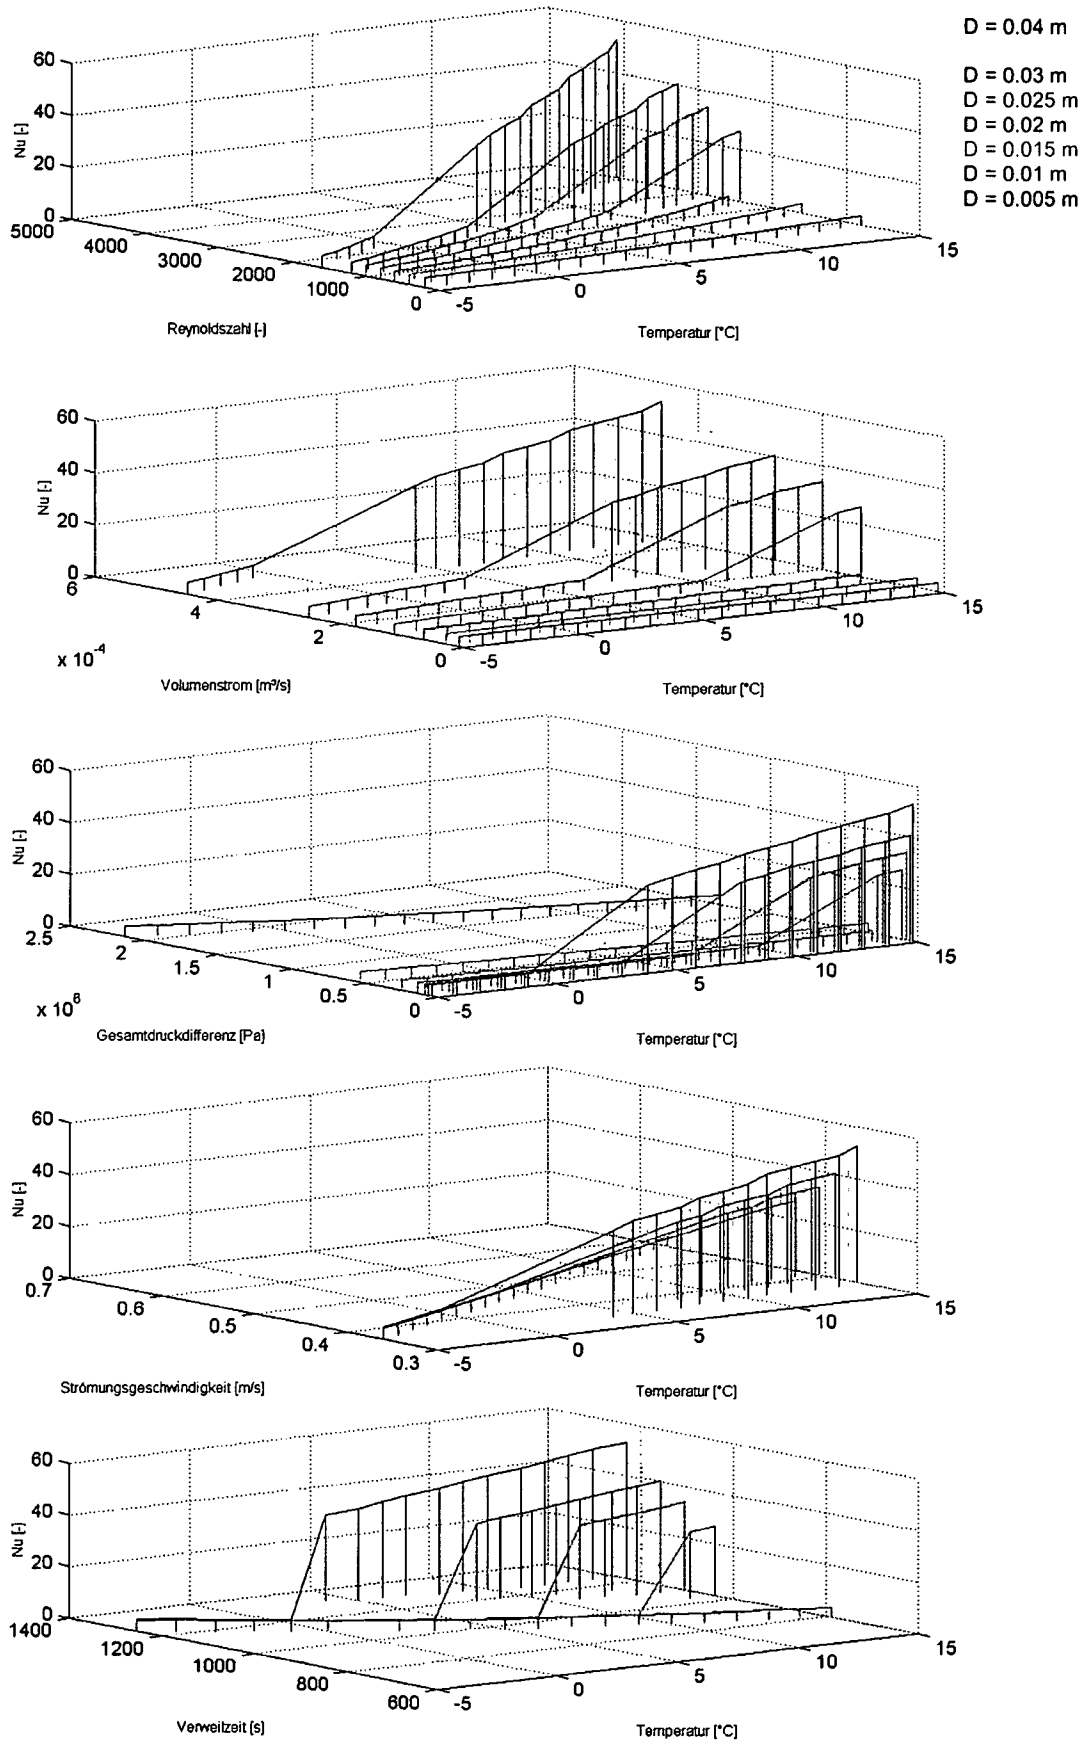 D = 0.04 m
D = 0.03 m
D = 0.025 m
D = 0.02 m
D = 0.015 m
D = 0.01 m
D = 0.005 m
60
40
20
0
Nu [-]
5000 4000 3000 2000 1000 0
-5 0 5 10 15
Reynoldszahl [-]
Temperatur [°C]
60
40
20
0
Nu [-]
6 4 2 0
-5 0 5 10 15
x 10-4
Volumenstrom [m³/s]
Temperatur [°C]
60
40
20
0
Nu [-]
2.5 2 1.5 1 0.5 0
-5 0 5 10 15
x 10
Gesamtdruckdifferenz [Pa]
Temperatur [°C]
60
40
20
0
Nu [-]
0.7 0.6 0.5 0.4 0.3
-5 0 5 10 15
Strömungsgeschwindigkeit [m/s]
Temperatur [°C]
60
40
20
0
Nu [-]
1400 1200 1000 800 600
-5 0 5 10 15
Verweilzeit [s]
Temperatur [°C]